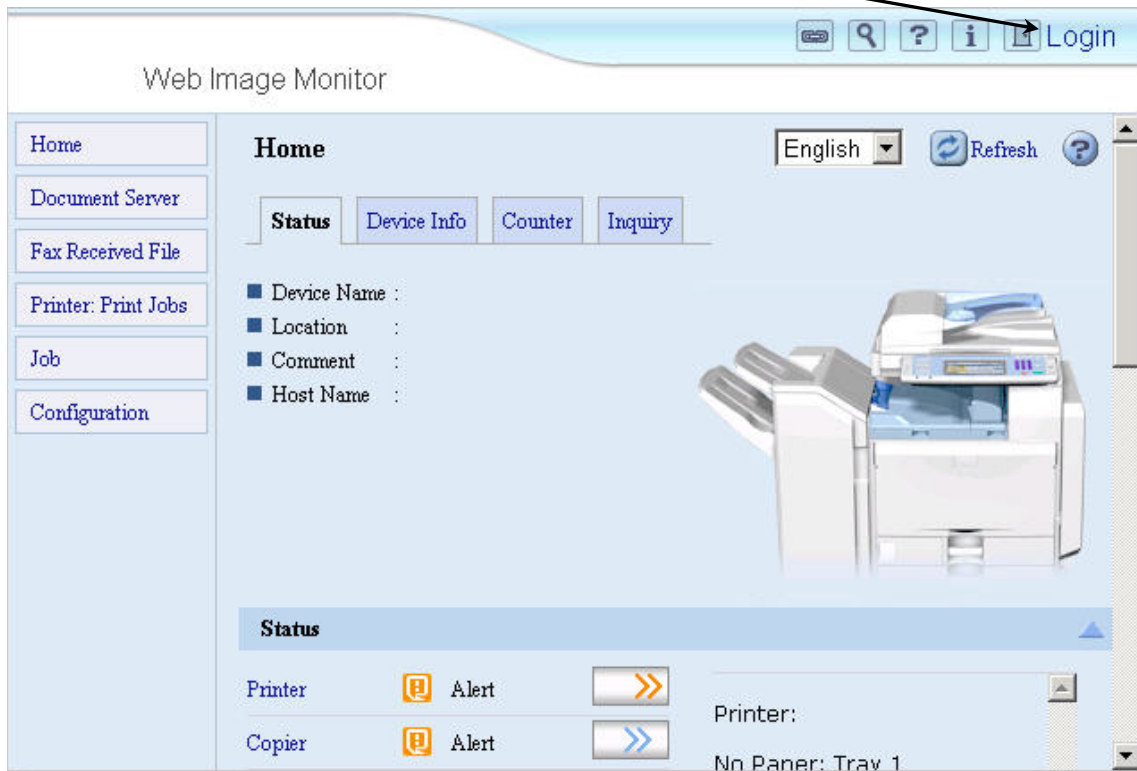 Login
Web Image Monitor
Home
Document Server
Fax Received File
Printer: Print Jobs
Job
Configuration
Home
English
Refresh
Status Device Info Counter Inquiry
Device Name :
Location :
Comment :
Host Name :
Status
Printer Alert
Copier Alert
Printer:
No Paper: Tray 1